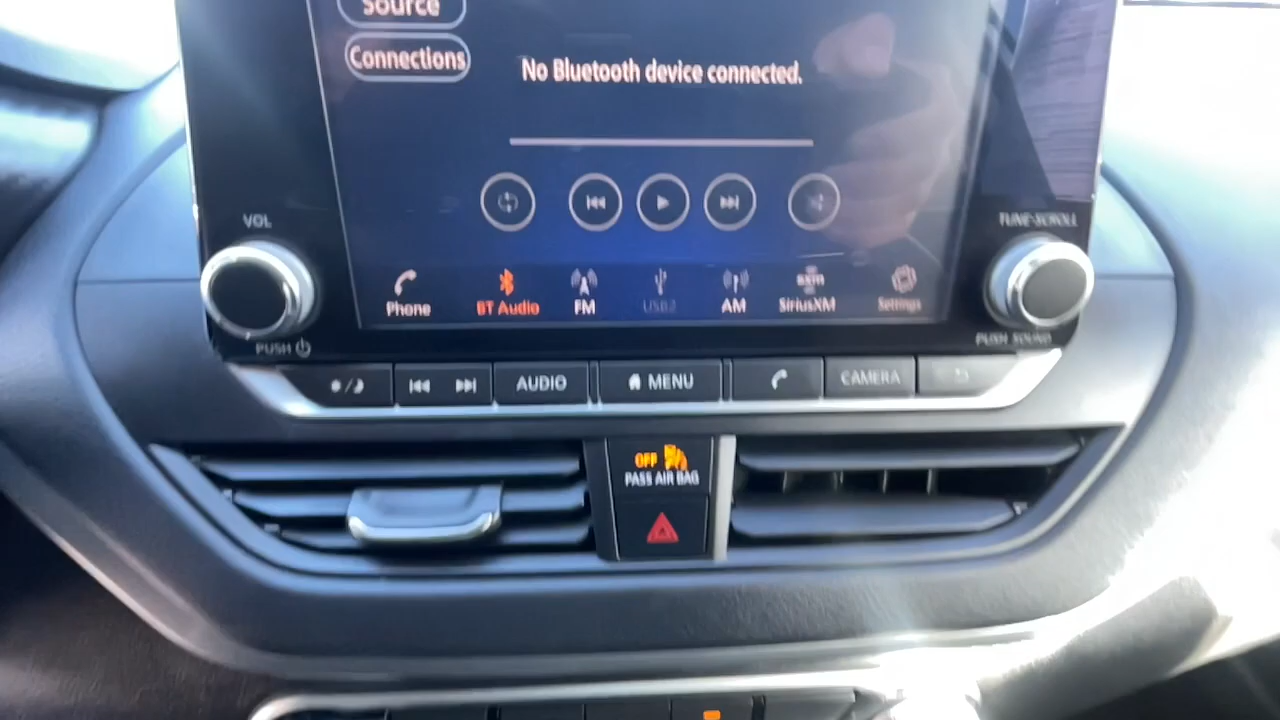 Source
Connections
No Bluetooth device connected.
VOL
TUNE·SCROLL
Phone
BT Audio
FM
USB2
AM
sxm
SiriusXM
Settings
PUSH
PUSH SOUND
AUDIO
MENU
CAMERA
OFF
PASS AIR BAG